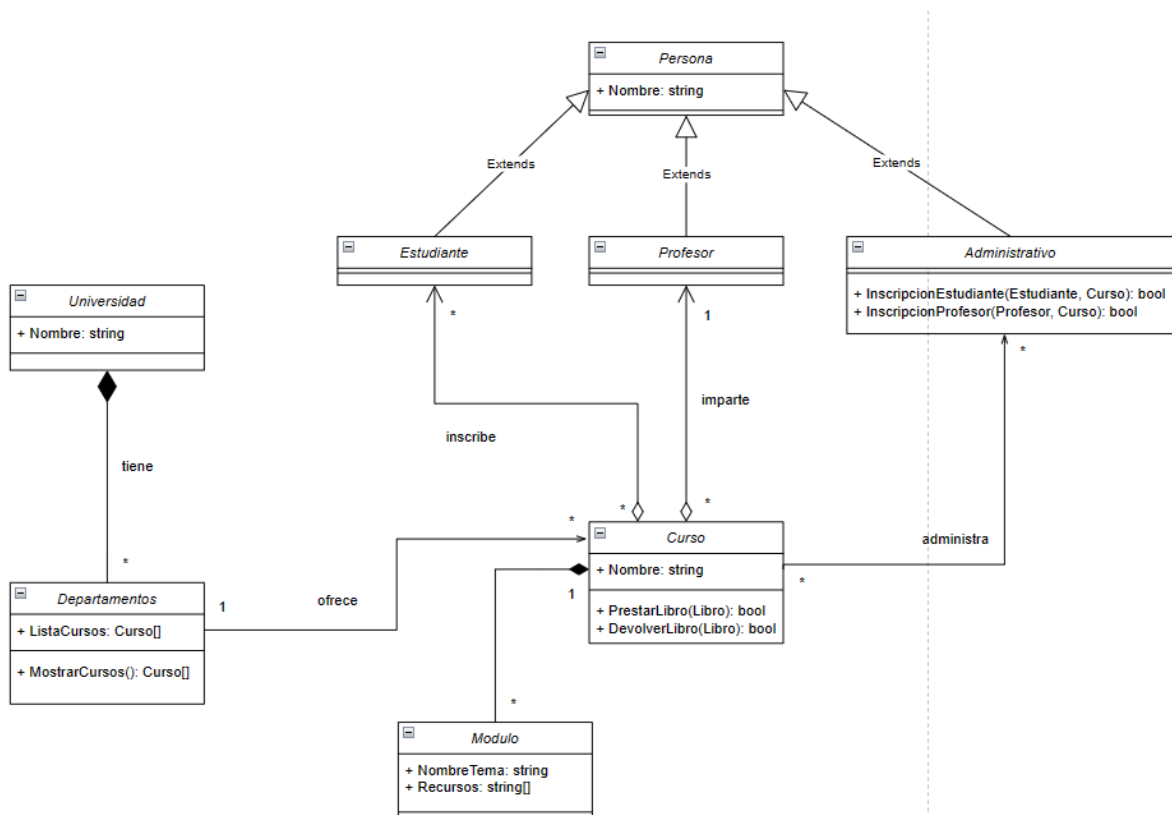 Persona
+ Nombre: string
Extends
Extends
Extends
Estudiante
Profesor
Administrativo
+ InscripcionEstudiante(Estudiante, Curso): bool
+ InscripcionProfesor(Profesor, Curso): bool
Universidad
+ Nombre: string
*
1
*
imparte
inscribe
tiene
*
*
*
Curso
+ Nombre: string
+ PrestarLibro(Libro): bool
+ DevolverLibro(Libro): bool
administra
*
*
Departamentos
+ ListaCursos: Curso[]
+ MostrarCursos(): Curso[]
1
ofrece
1
*
Modulo
+ NombreTema: string
+ Recursos: string[]